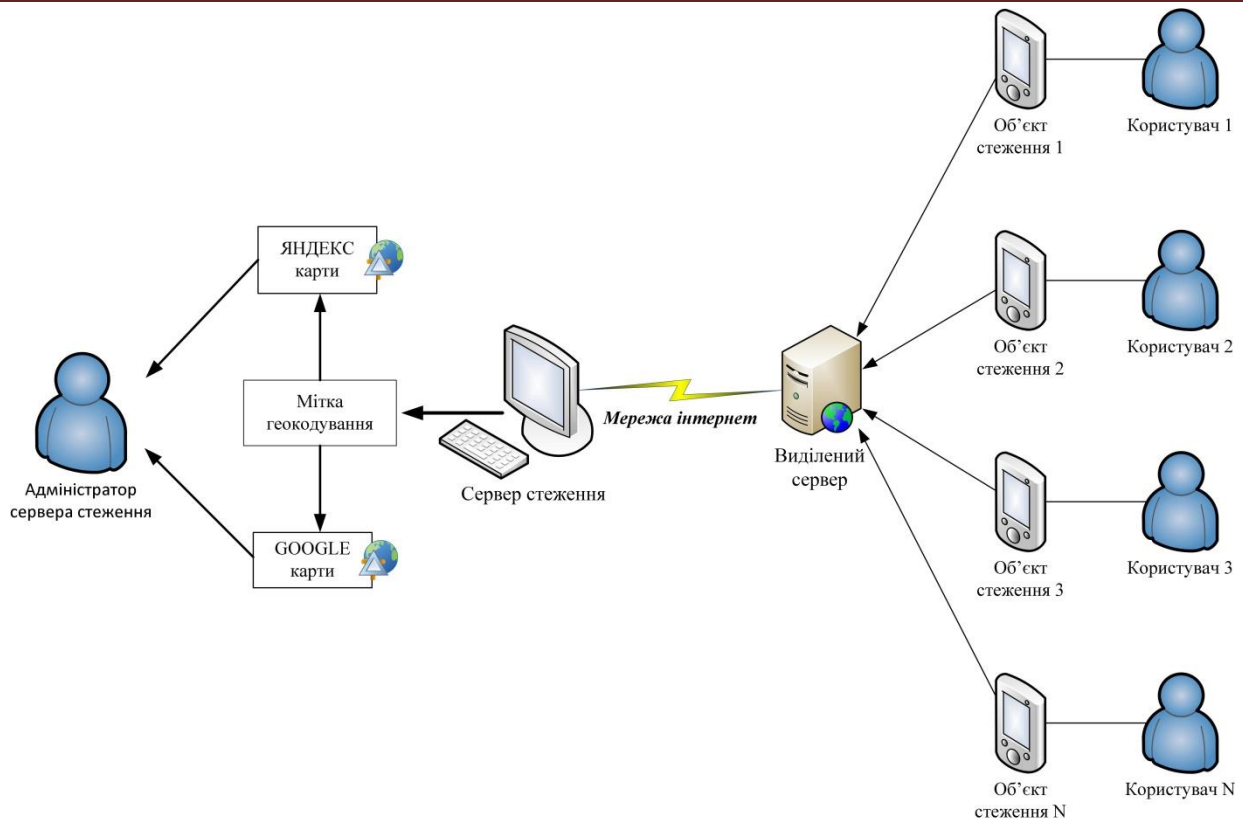 Об’єкт
стеження 1
Користувач 1
ЯНДЕКС
карти
Об’єкт
стеження 2
Користувач 2
Мітка
геокодування
Мережа інтернет
Виділений
сервер
Сервер стеження
Адміністратор
сервера стеження
GOOGLE
карти
Об’єкт
стеження 3
Користувач 3
Об’єкт
стеження N
Користувач N